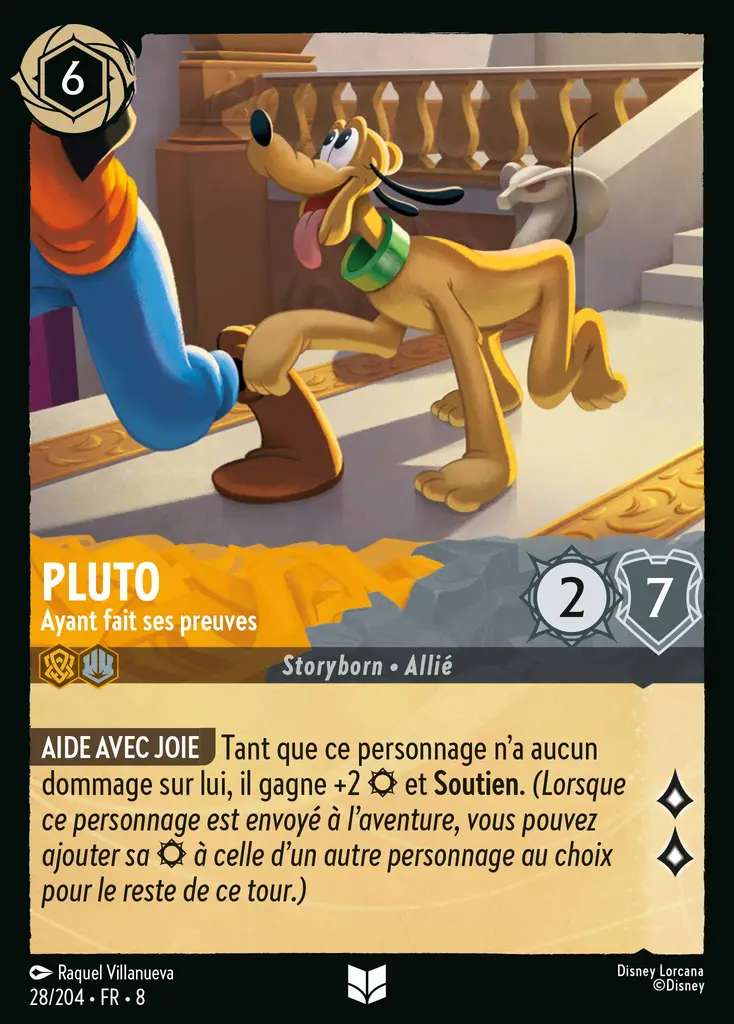 6
PLUTO
Ayant fait ses preuves
2
7
Storyborn • Allié
AIDE AVEC JOIE Tant que ce personnage n'a aucun
dommage sur lui, il gagne +2 et Soutien. (Lorsque
ce personnage est envoyé à l'aventure, vous pouvez
ajouter sa à celle d'un autre personnage au choix
pour le reste de ce tour.)
Raquel Villanueva
28/204 • FR • 8
Disney Lorcana
©Disney